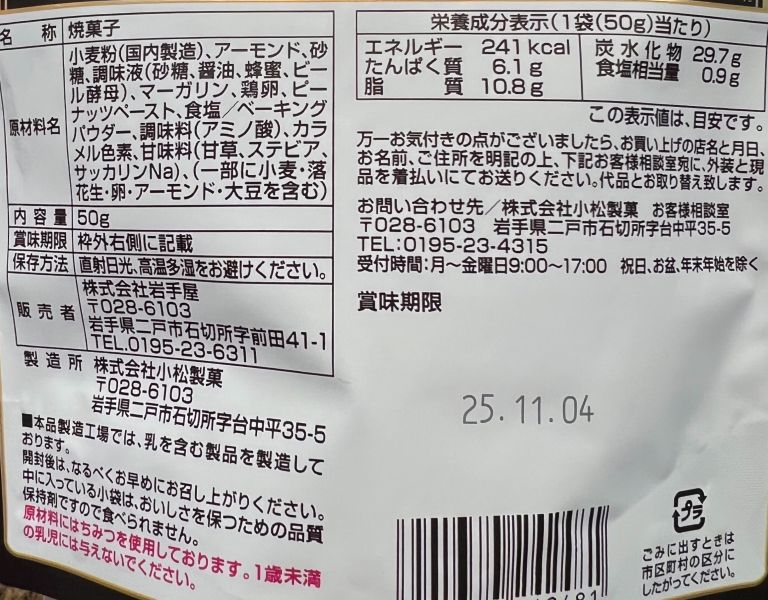 名 称 焼菓子
原材料名
小麦粉(国内製造)、アーモンド、砂
糖、調味液(砂糖、醤油、蜂蜜、ビー
ル酵母)、マーガリン、鶏卵、ピー
ナッツペースト、食塩/ベーキング
パウダー、調味料(アミノ酸)、カラ
メル色素、甘味料(甘草、ステビア、
サッカリンNa)、(一部に小麦・落
花生・卵・アーモンド・大豆を含む)
内容量 50g
賞味期限 枠外右側に記載
保存方法 直射日光、高温多湿をお避けください。
販売者
株式会社岩手屋
〒028-6103
岩手県二戸市石切所字前田41-1
TEL.0195-23-6311
製造所 株式会社小松製菓
〒028-6103
岩手県二戸市石切所字台中平35-5
■本品製造工場では、乳を含む製品を製造して
おります。
開封後は、なるべくお早めにお召し上がりください。
中に入っている小袋は、おいしさを保つための品質
保持剤ですので食べられません。
原材料にはちみつを使用しております。1歳未満
の乳児には与えないでください。
栄養成分表示(1袋(50g)当たり)
エネルギー 241kcal
たんぱく質 6.1g
脂質 10.8g
炭水化物 29.7g
食塩相当量 0.9g
この表示値は、目安です。
万一お気付きの点がございましたら、お買い上げの店名と月日、
お名前、ご住所を明記の上、下記お客様相談室宛に、外装と現
品を着払いにてお送りください。代品とお取り替え致します。
お問い合わせ先/株式会社小松製菓 お客様相談室
〒028-6103 岩手県二戸市石切所字台中平35-5
TEL:0195-23-4315
受付時間:月〜金曜日9:00〜17:00 祝日、お盆、年末年始を除く
賞味期限
25.11.04
プラ
ごみに出すときは
市区町村の区分に
したがってください。